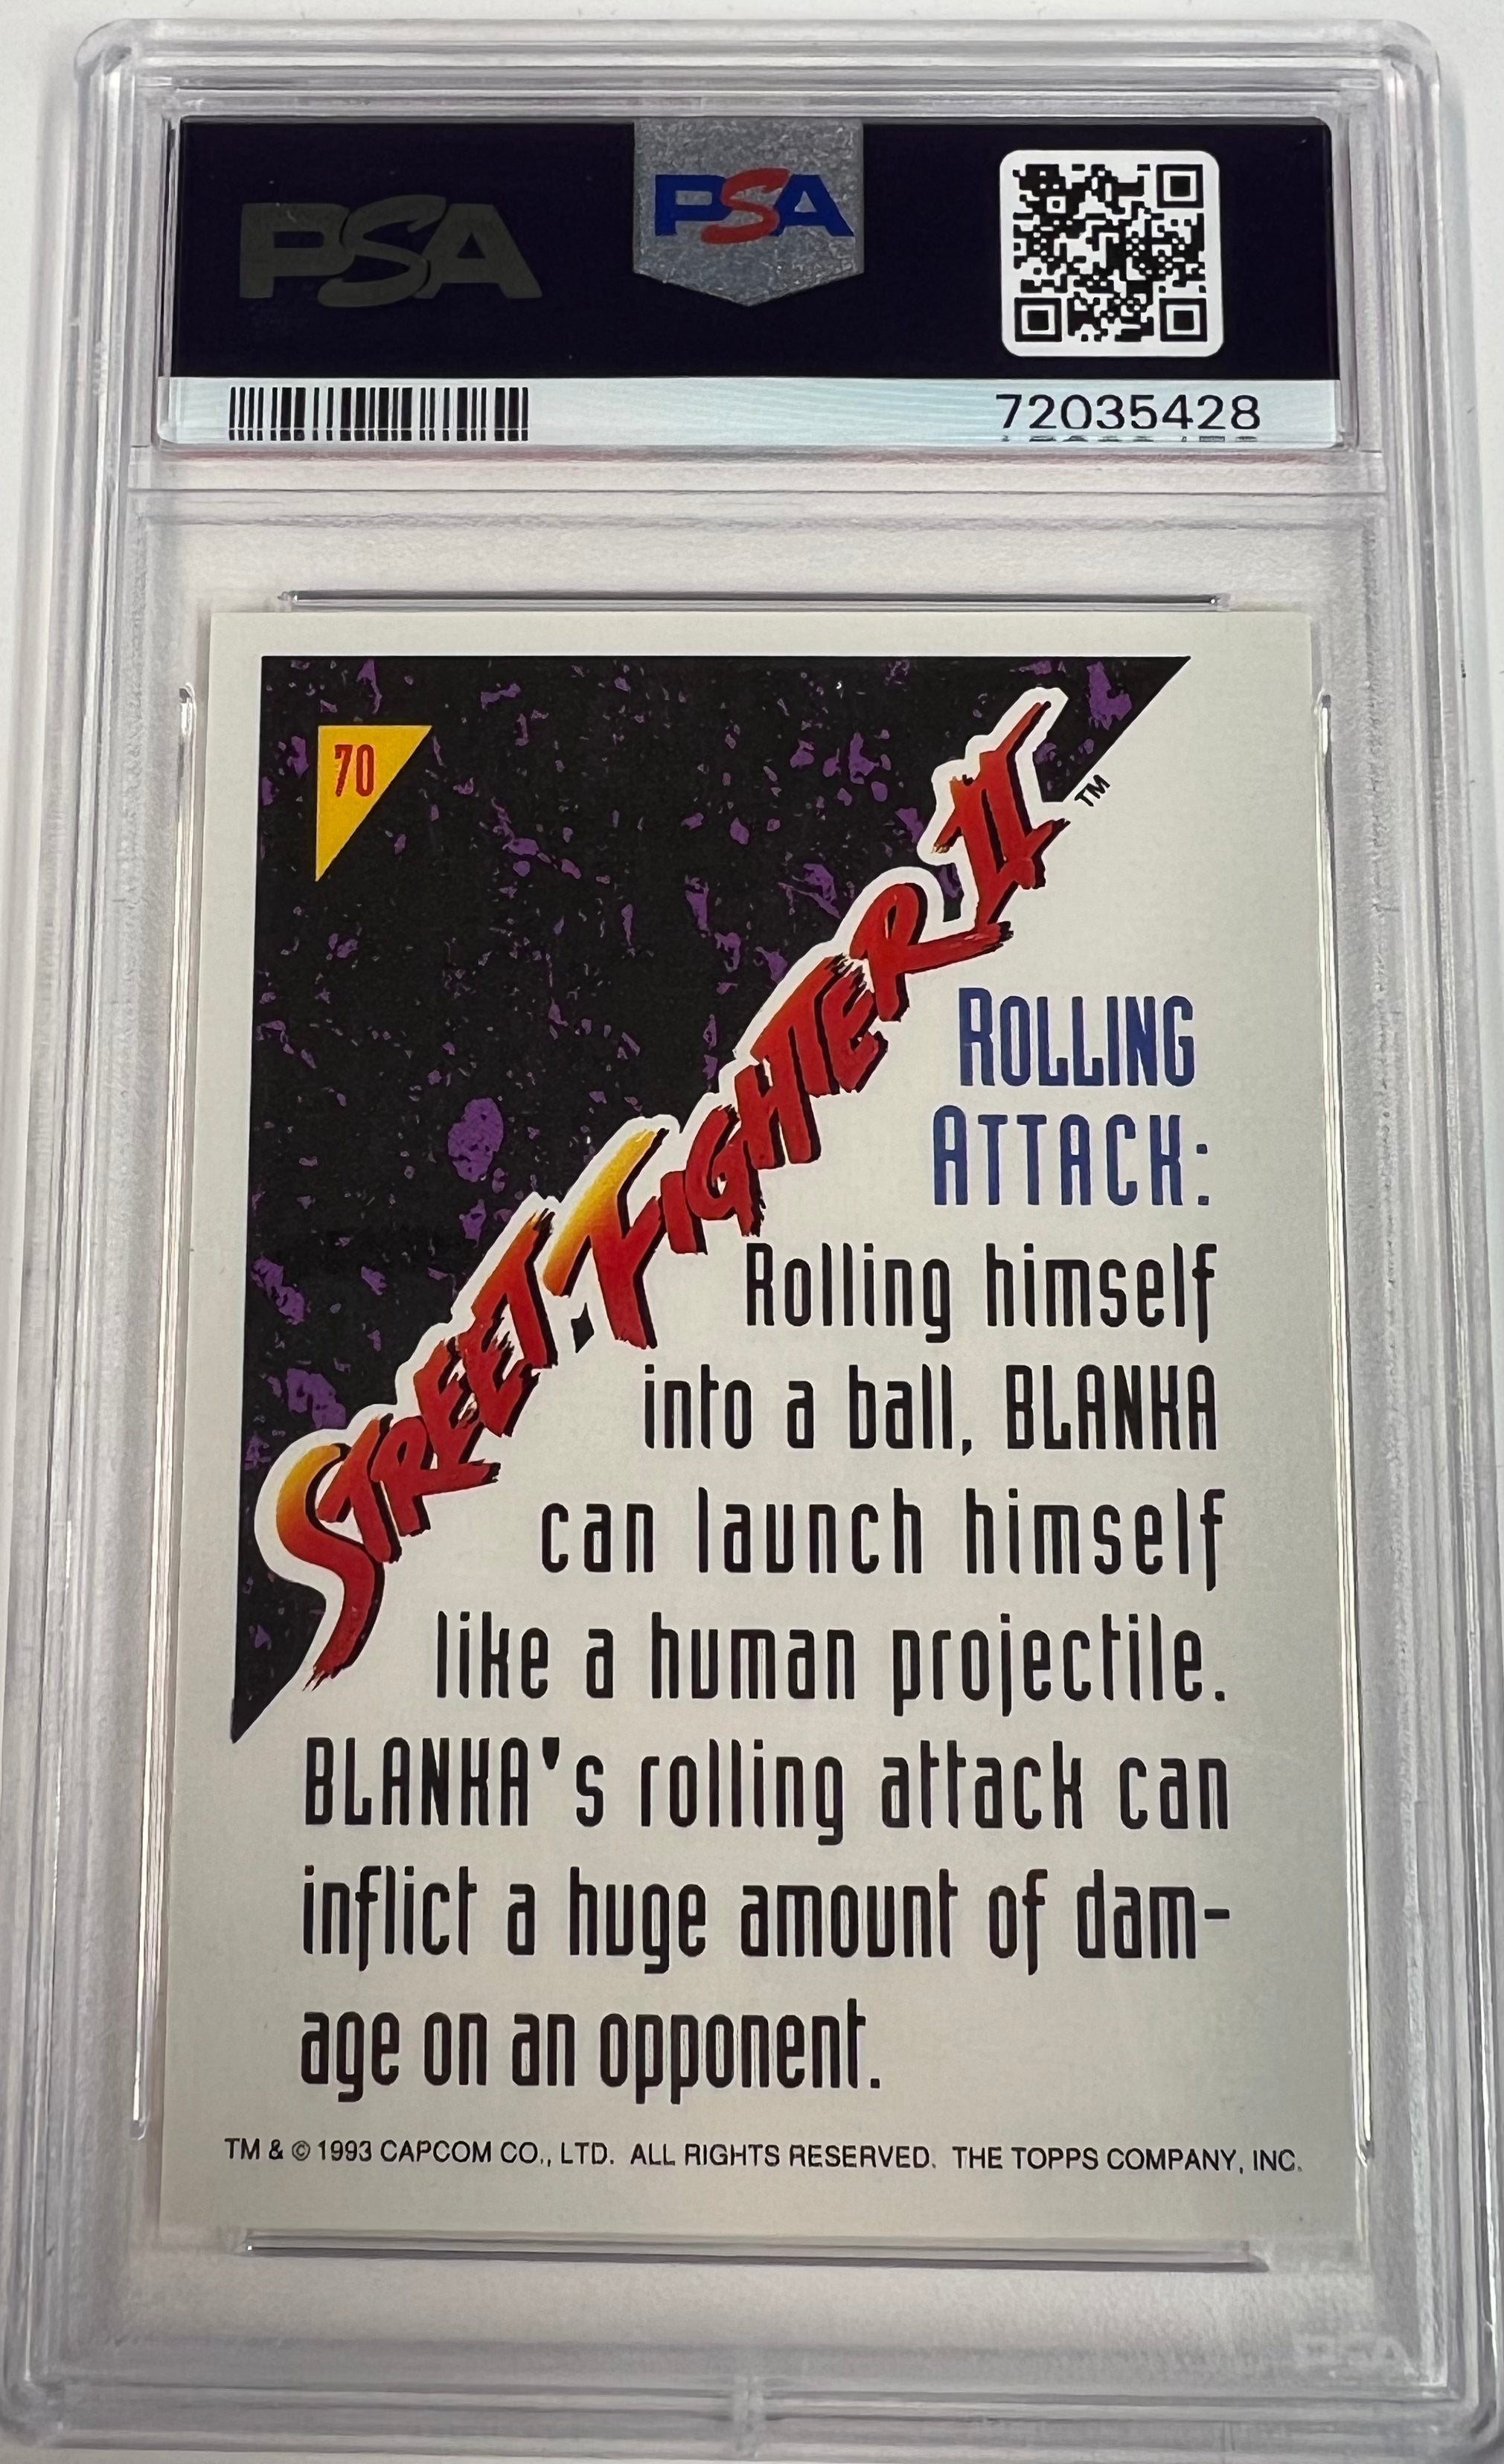 PSA
PSA
72035428
70
STREET FIGHTER II
TM
ROLLING
ATTACK:
Rolling himself
into a ball, BLANKA
can launch himself
like a human projectile.
BLANKA's rolling attack can
inflict a huge amount of dam-
age on an opponent.
TM & © 1993 CAPCOM CO., LTD. ALL RIGHTS RESERVED. THE TOPPS COMPANY, INC.
PSA